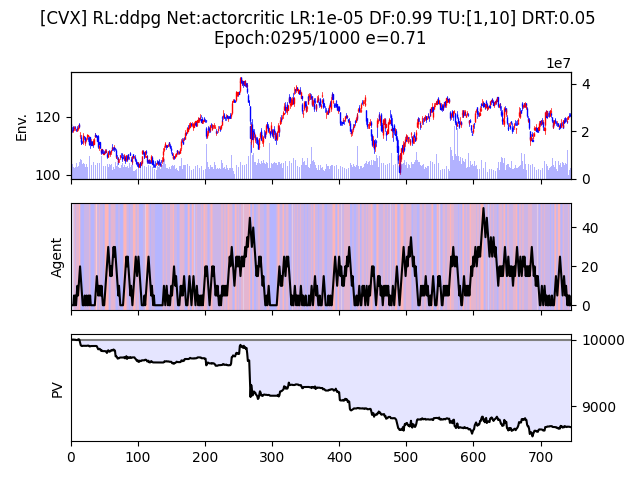 [CVX] RL:ddpg Net:actorcritic LR:1e-05 DF:0.99 TU:[1,10] DRT:0.05
Epoch:0295/1000 e=0.71
1e7
Env.
120
100
4
2
0
Agent
40
20
0
PV
10000
9000
0 100 200 300 400 500 600 700